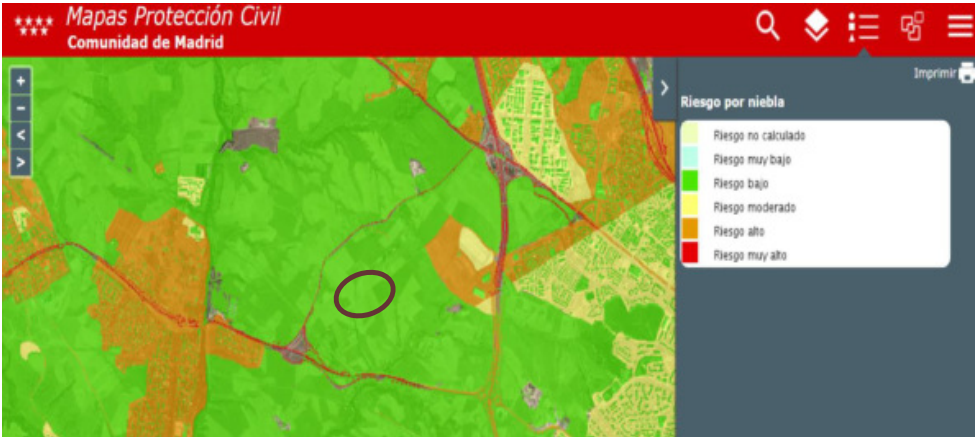 Mapas Protección Civil
Comunidad de Madrid
+
-
<
>
>
Imprimir
Riesgo por niebla
Riesgo no calculado
Riesgo muy bajo
Riesgo bajo
Riesgo moderado
Riesgo alto
Riesgo muy alto